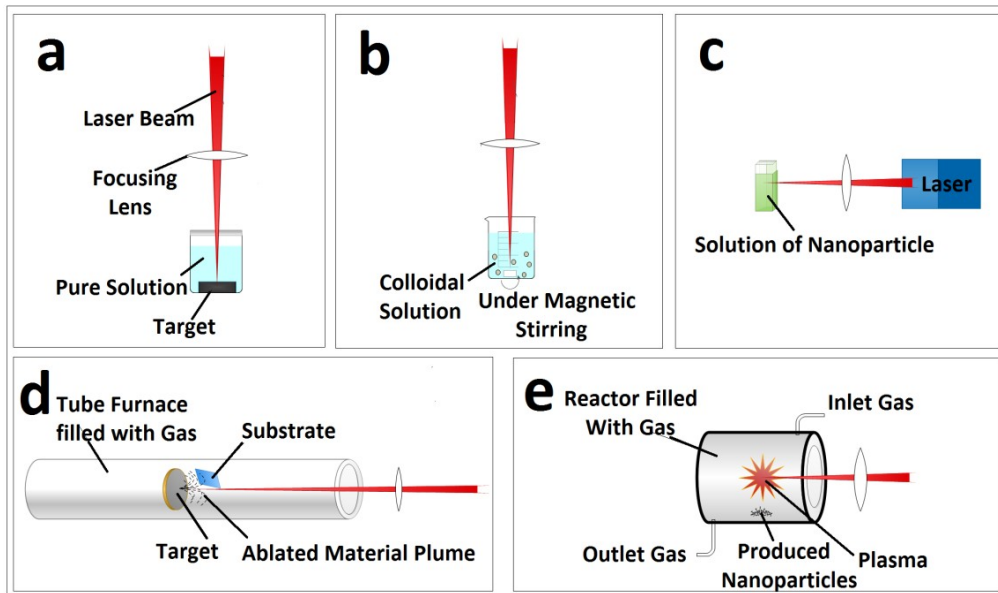 a
Laser Beam
Focusing
Lens
Pure Solution
Target
b
Colloidal
Solution
Under Magnetic
Stirring
c
Laser
Solution of Nanoparticle
d
Tube Furnace
filled with Gas
Substrate
Target
Ablated Material Plume
e
Reactor Filled
With Gas
Inlet Gas
Outlet Gas
Produced
Nanoparticles
Plasma